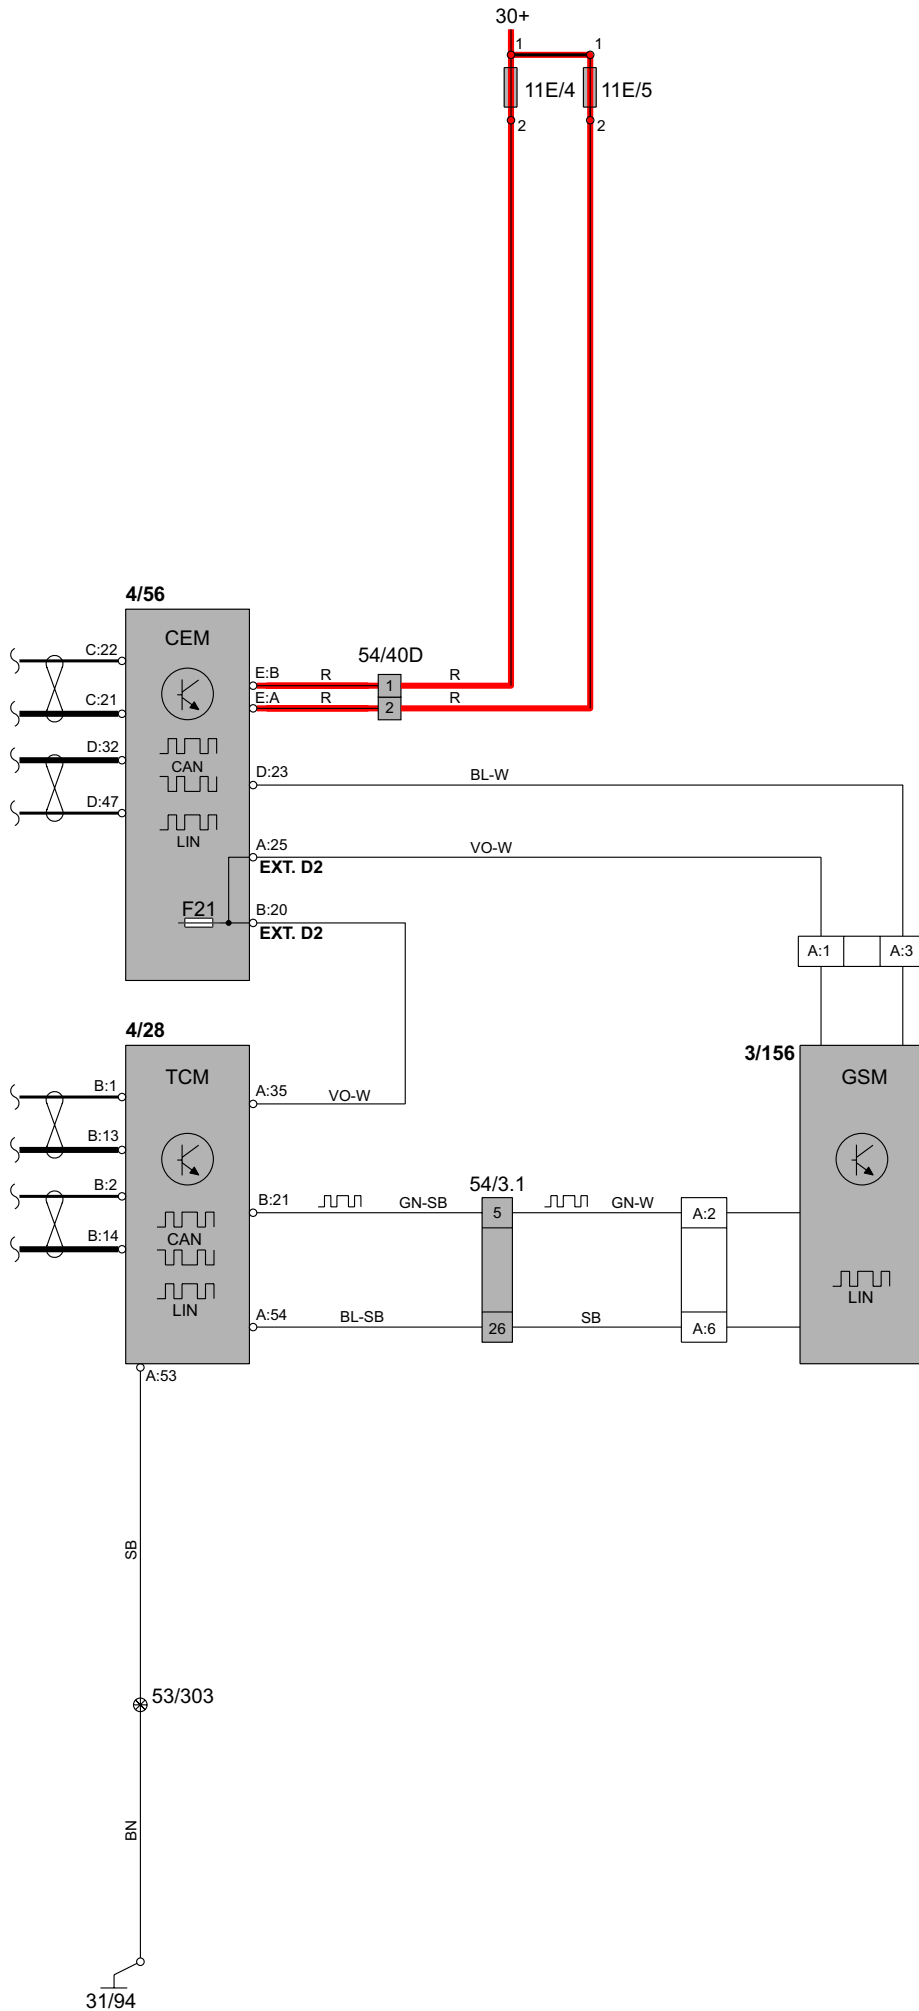 30+
1
1
11E/4
11E/5
2
2
4/56
CEM
C:22
54/40D
E:B
R
1
R
E:A
R
2
R
C:21
D:32
CAN
D:23
BL-W
D:47
LIN
A:25
VO-W
EXT. D2
F21
B:20
EXT. D2
A:1
A:3
4/28
3/156
TCM
GSM
B:1
A:35
VO-W
B:13
54/3.1
B:2
B:21
GN-SB
5
GN-W
A:2
B:14
CAN
LIN
LIN
A:54
BL-SB
26
SB
A:6
A:53
SB
53/303
BN
31/94